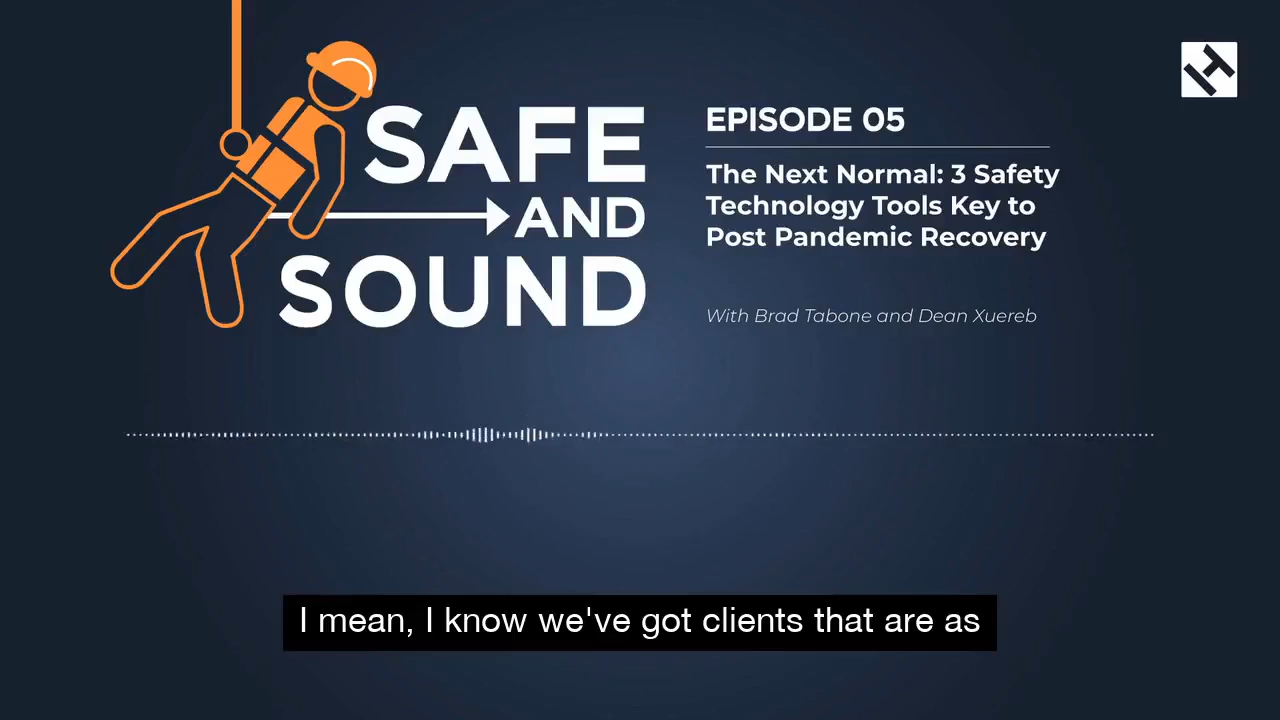 SAFE
AND
SOUND
EPISODE 05
The Next Normal: 3 Safety
Technology Tools Key to
Post Pandemic Recovery
With Brad Tabone and Dean Xuereb
I mean, I know we've got clients that are as